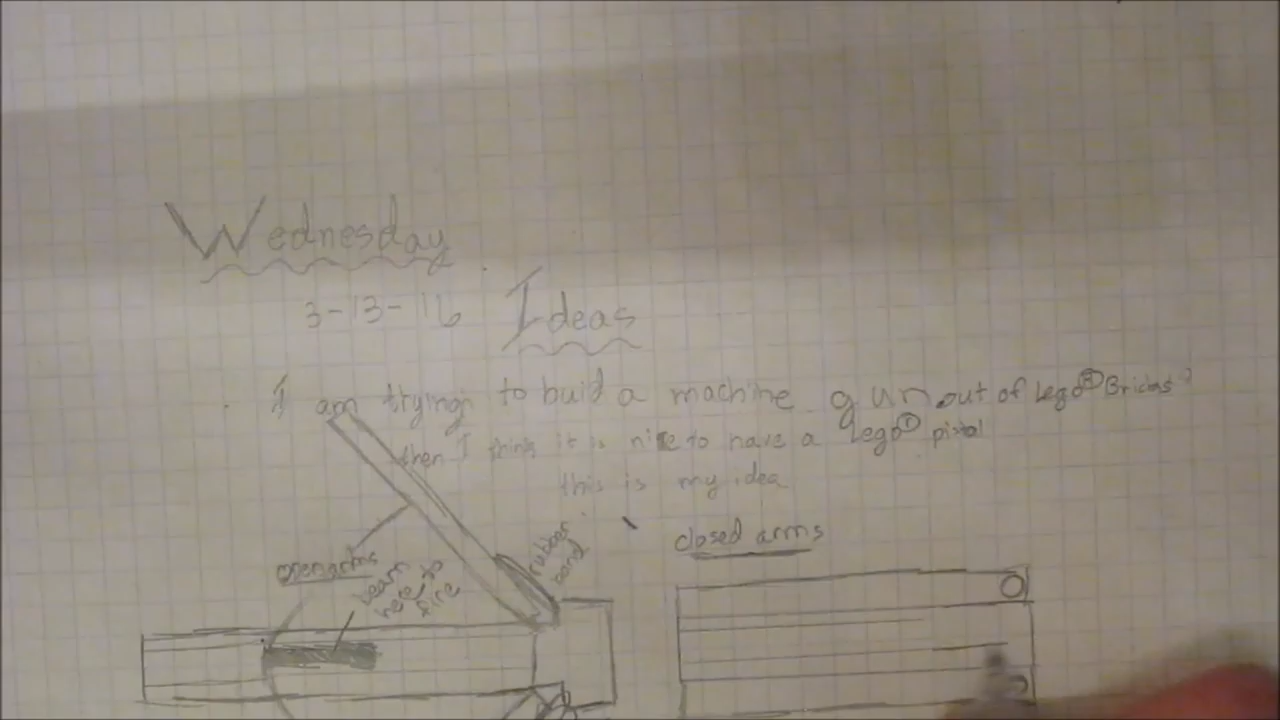 Wednesday
3-13-16 Ideas
I am trying to build a machine gun out of Lego® Bricks
then I think it is nice to have a Lego® pistol
this is my idea
rubber
band
closed arms
open arms
beam
here to
fire